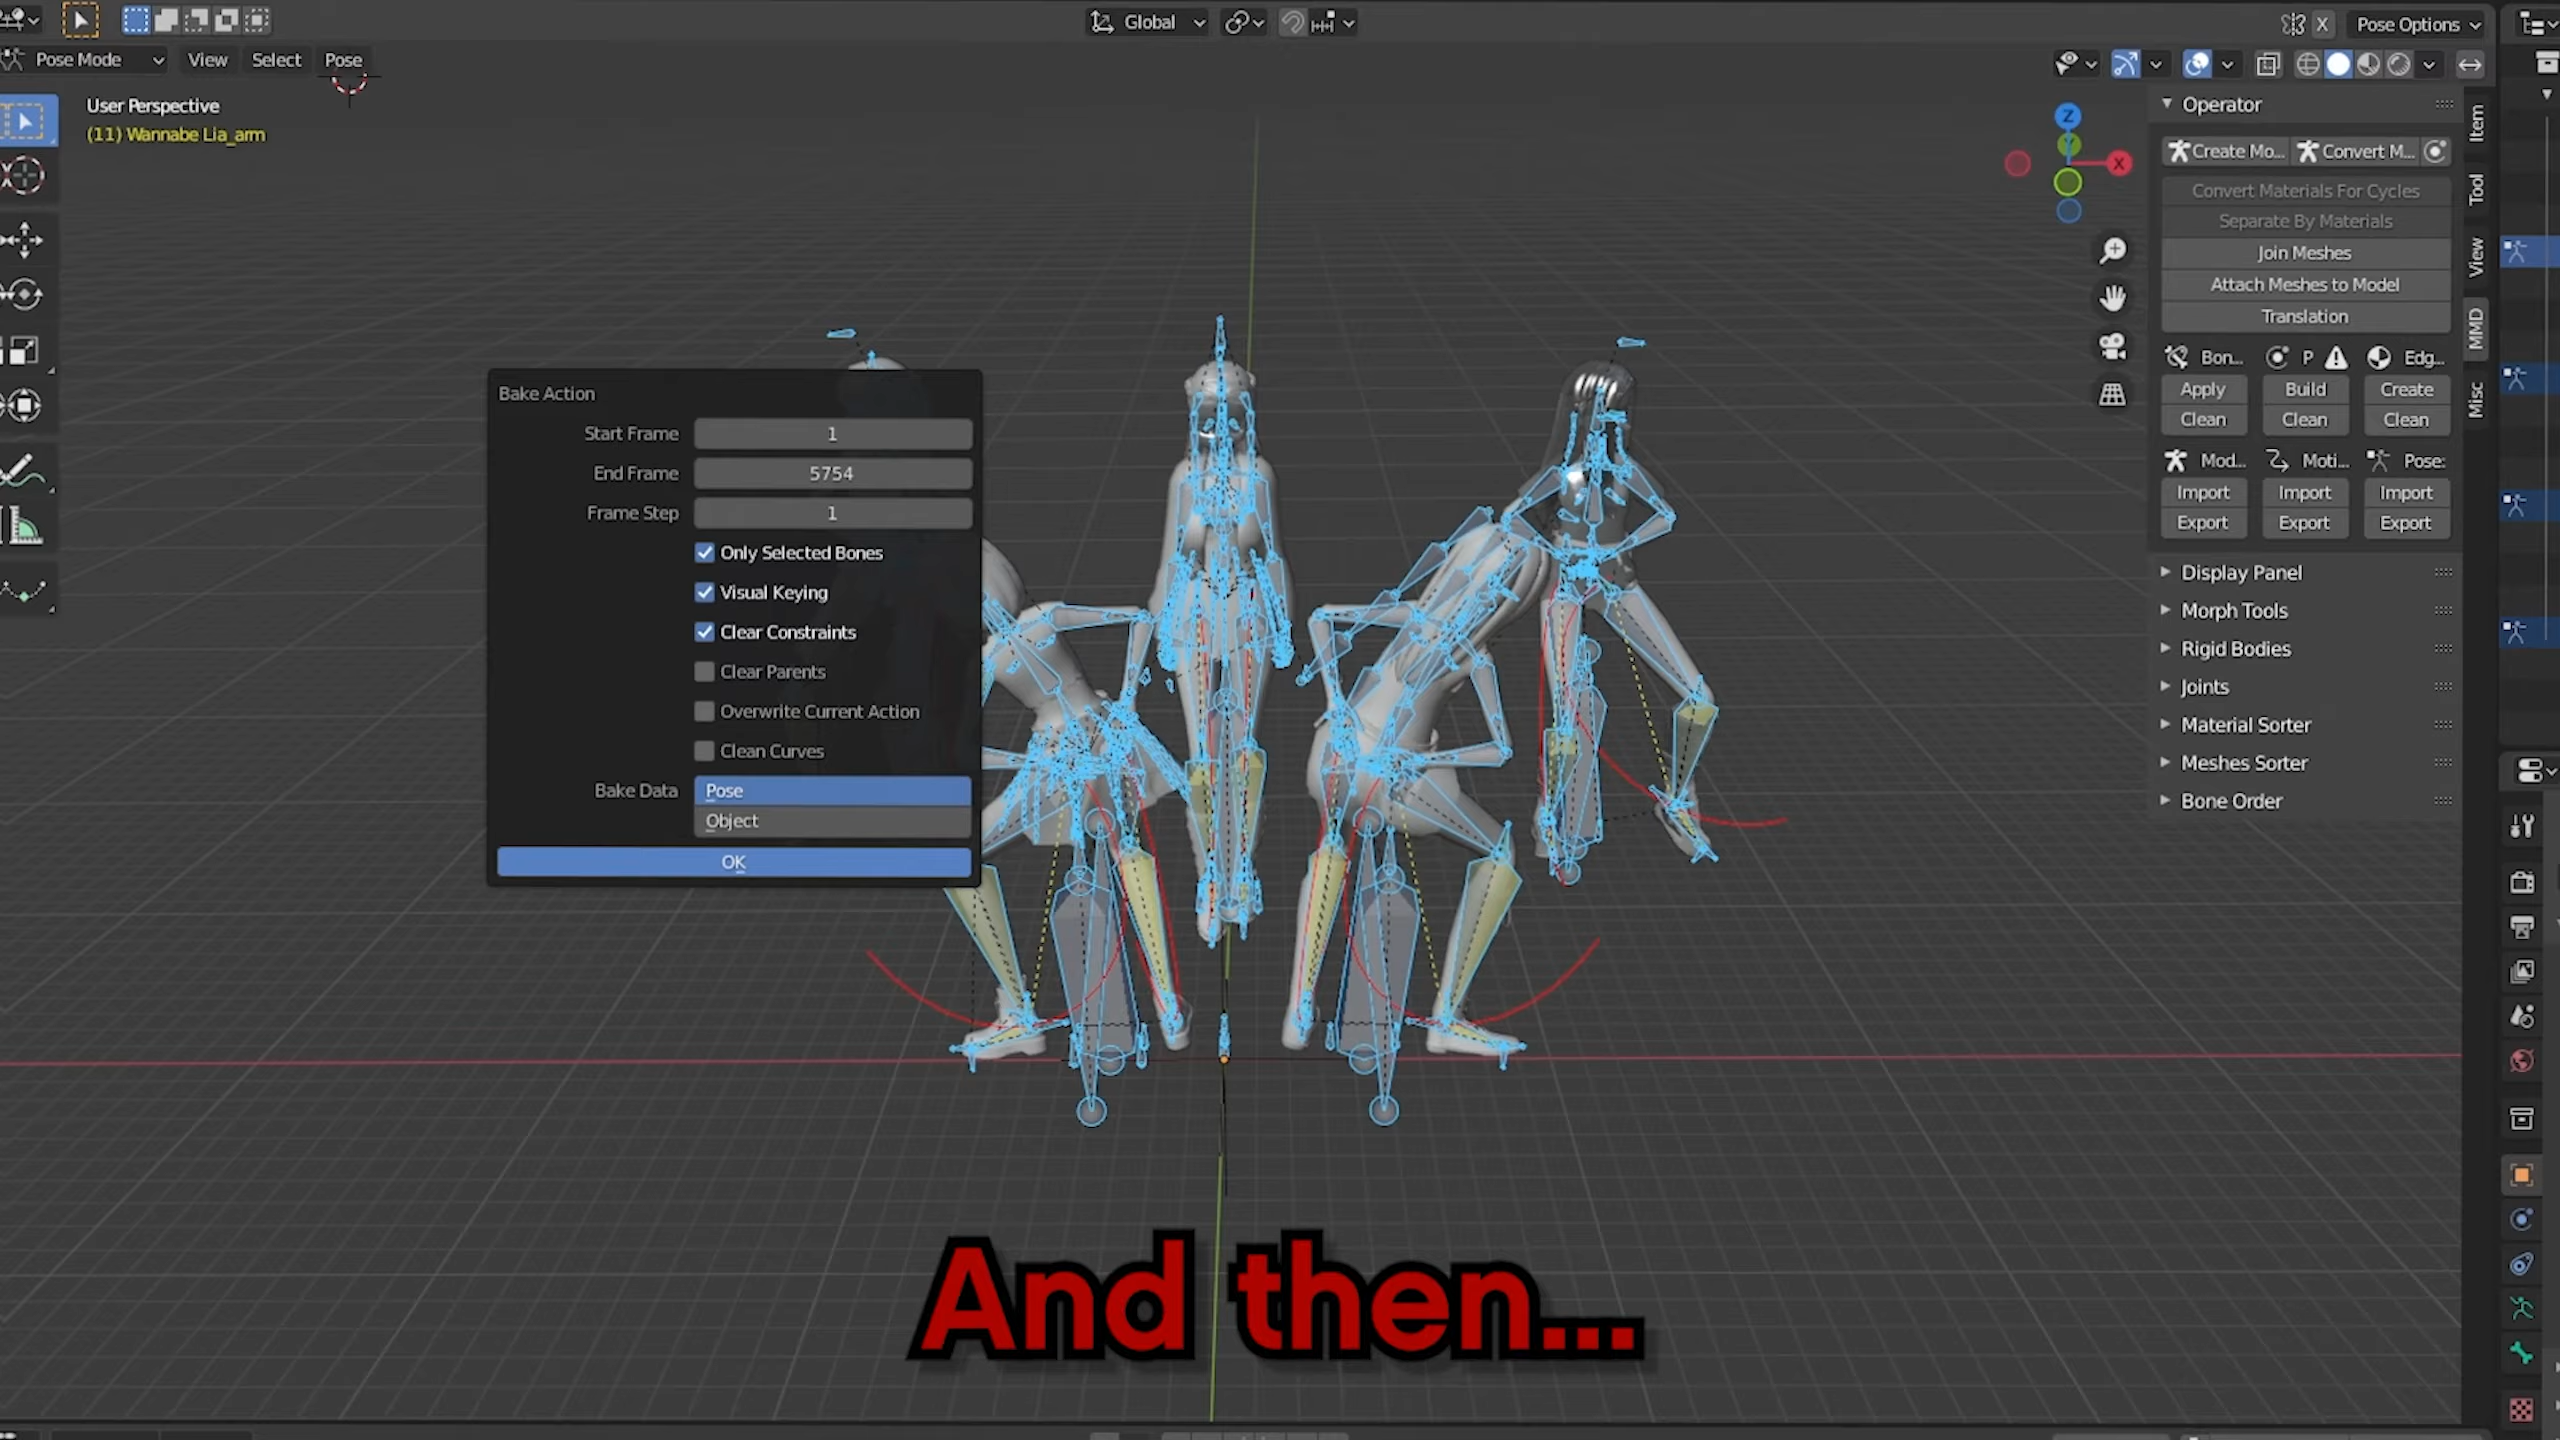 Global
X
Pose Options
Pose Mode
View
Select
Pose
User Perspective
(11) Wannabe Lia_arm
Z
Y
X
Operator
Create Mo...
Convert M...
Convert Materials For Cycles
Separate By Materials
Join Meshes
Attach Meshes to Model
Translation
Bon...
P
Edg...
Apply
Build
Create
Clean
Clean
Clean
Mod...
Moti...
Pose:
Import
Import
Import
Export
Export
Export
Display Panel
Morph Tools
Rigid Bodies
Joints
Material Sorter
Meshes Sorter
Bone Order
Item
Tool
View
MMD
Misc
Bake Action
Start Frame
1
End Frame
5754
Frame Step
1
Only Selected Bones
Visual Keying
Clear Constraints
Clear Parents
Overwrite Current Action
Clean Curves
Bake Data
Pose
Object
OK
And then...